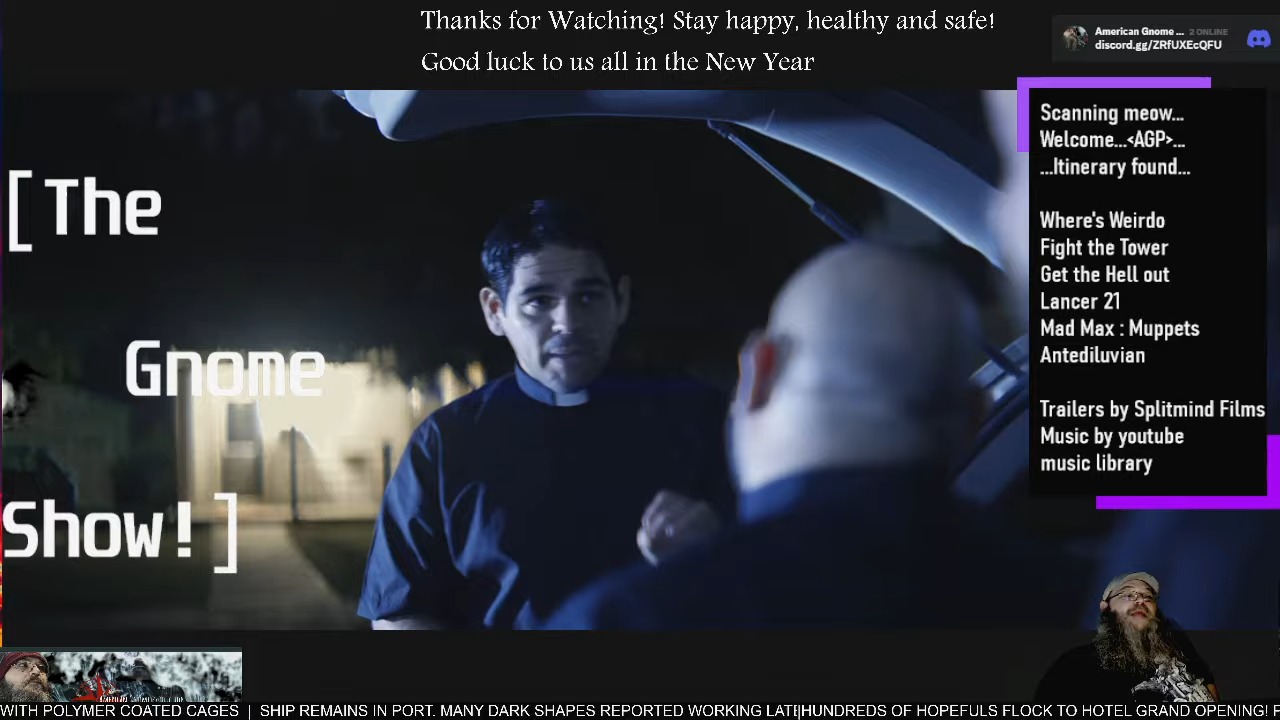 Thanks for Watching! Stay happy, healthy and safe!
Good luck to us all in the New Year
American Gnome ... 2 ONLINE
discord.gg/ZRfUXEcQFU
[ The
Gnome
Show! ]
Scanning meow...
Welcome...<AGP>...
...Itinerary found...
Where's Weirdo
Fight the Tower
Get the Hell out
Lancer 21
Mad Max : Muppets
Antediluvian
Trailers by Splitmind Films
Music by youtube
music library
WITH POLYMER COATED CAGES | SHIP REMAINS IN PORT. MANY DARK SHAPES REPORTED WORKING LATE|HUNDREDS OF HOPEFULS FLOCK TO HOTEL GRAND OPENING!